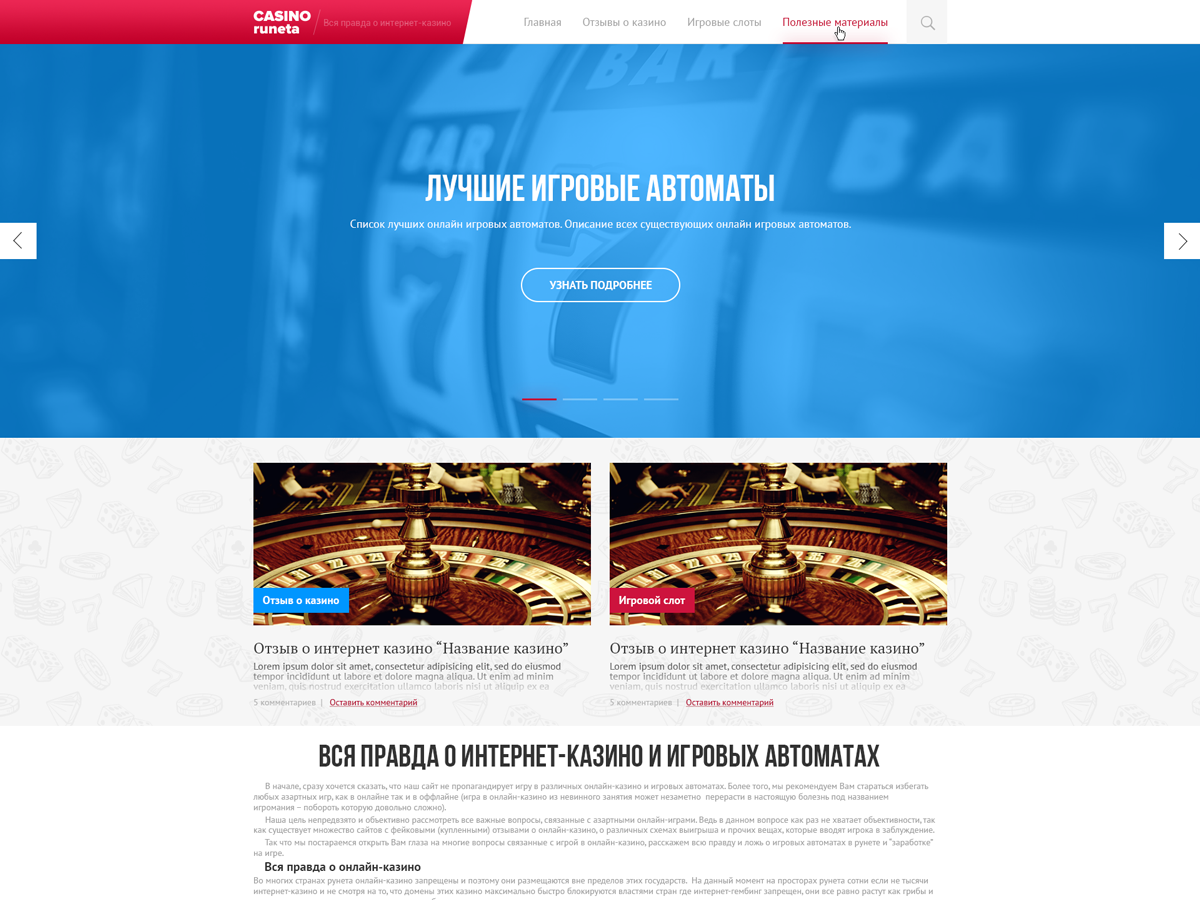 CASINO
runeta
Вся правда о интернет-казино
Главная
Отзывы о казино
Игровые слоты
Полезные материалы
BAR
BAR
BAR
7
7
ЛУЧШИЕ ИГРОВЫЕ АВТОМАТЫ
Список лучших онлайн игровых автоматов. Описание всех существующих онлайн игровых автоматов.
УЗНАТЬ ПОДРОБНЕЕ
Отзыв о казино
Отзыв о интернет казино “Название казино”
Lorem ipsum dolor sit amet, consectetur adipisicing elit, sed do eiusmod
tempor incididunt ut labore et dolore magna aliqua. Ut enim ad minim
veniam, quis nostrud exercitation ullamco laboris nisi ut aliquip ex ea
5 комментариев | Оставить комментарий
Игровой слот
Отзыв о интернет казино “Название казино”
Lorem ipsum dolor sit amet, consectetur adipisicing elit, sed do eiusmod
tempor incididunt ut labore et dolore magna aliqua. Ut enim ad minim
veniam, quis nostrud exercitation ullamco laboris nisi ut aliquip ex ea
5 комментариев | Оставить комментарий
ВСЯ ПРАВДА О ИНТЕРНЕТ-КАЗИНО И ИГРОВЫХ АВТОМАТАХ
В начале, сразу хочется сказать, что наш сайт не пропагандирует игру в различных онлайн-казино и игровых автоматах. Более того, мы рекомендуем Вам стараться избегать
любых азартных игр, как в онлайне так и в оффлайне (игра в онлайн-казино из невинного занятия может незаметно перерасти в настоящую болезнь под названием
игромания – побороть которую довольно сложно).
Наша цель непредвзято и объективно рассмотреть все важные вопросы, связанные с азартными онлайн-играми. Ведь в данном вопросе как раз не хватает объективности, так
как существует множество сайтов с фейковыми (купленными) отзывами о онлайн-казино, о различных схемах выигрыша и прочих вещах, которые вводят игрока в заблуждение.
Так что мы постараемся открыть Вам глаза на многие вопросы связанные с игрой в онлайн-казино, расскажем всю правду и ложь о игровых автоматах в рунете и “заработке”
на игре.
Вся правда о онлайн-казино
Во многих странах рунета онлайн-казино запрещены и поэтому они размещаются вне пределов этих государств. На данный момент на просторах рунета сотни если не тысячи
интернет-казино и не смотря на то, что домены этих казино максимально быстро блокируются властями стран где интернет-гембинг запрещен, они все равно растут как грибы и